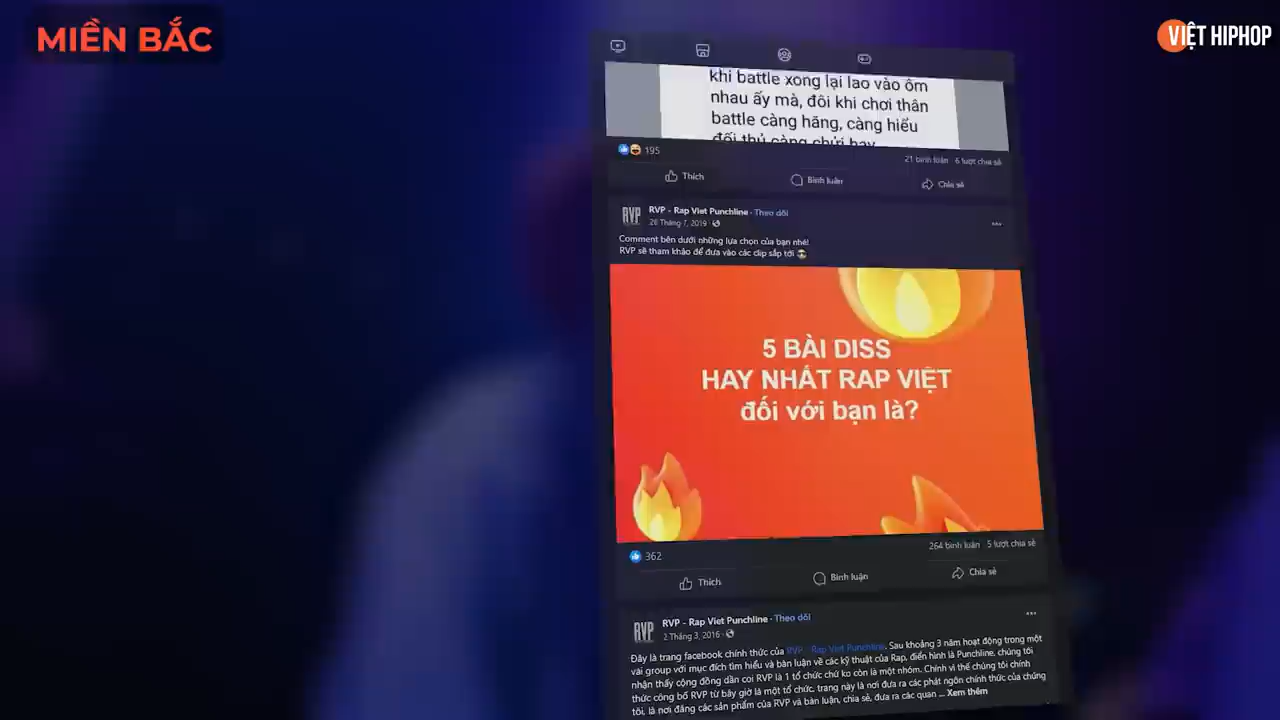 MIỀN BẮC
VIỆT HIPHOP
khi battle xong lại lao vào ôm
nhau ấy mà, đôi khi chơi thân
battle càng hăng, càng hiểu
đối thủ càng chửi hay
195
21 bình luận 6 lượt chia sẻ
Thích
Bình luận
Chia sẻ
RVP
RVP - Rap Viet Punchline · Theo dõi
26 Tháng 7, 2019
Comment bên dưới những lựa chọn của bạn nhé!
RVP sẽ tham khảo để đưa vào các clip sắp tới
5 BÀI DISS
HAY NHẤT RAP VIỆT
đối với bạn là?
362
264 bình luận 5 lượt chia sẻ
Thích
Bình luận
Chia sẻ
RVP
RVP - Rap Viet Punchline · Theo dõi
2 Tháng 3, 2016
Đây là trang facebook chính thức của RVP - Rap Viet Punchline. Sau khoảng 3 năm hoạt động trong một
vài group với mục đích tìm hiểu và bàn luận về các kỹ thuật của Rap, điển hình là Punchline, chúng tôi
nhận thấy cộng đồng dần coi RVP là 1 tổ chức chứ ko còn là một nhóm. Chính vì thế chúng tôi chính
thức công bố RVP từ bây giờ là một tổ chức. trang này là nơi đưa ra các phát ngôn chính thức của chúng
tôi, là nơi đăng các sản phẩm của RVP và bàn luận, chia sẻ, đưa ra các quan ... Xem thêm